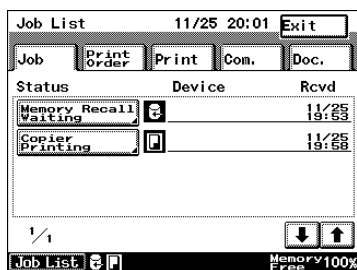 Job List 11/25 20:01 Exit
Job Print Order Print Com. Doc.
Status Device Rcvd
Memory Recall Waiting 11/25 19:53
Copier Printing 11/25 19:58
1/1
Job List Memory Free 100%